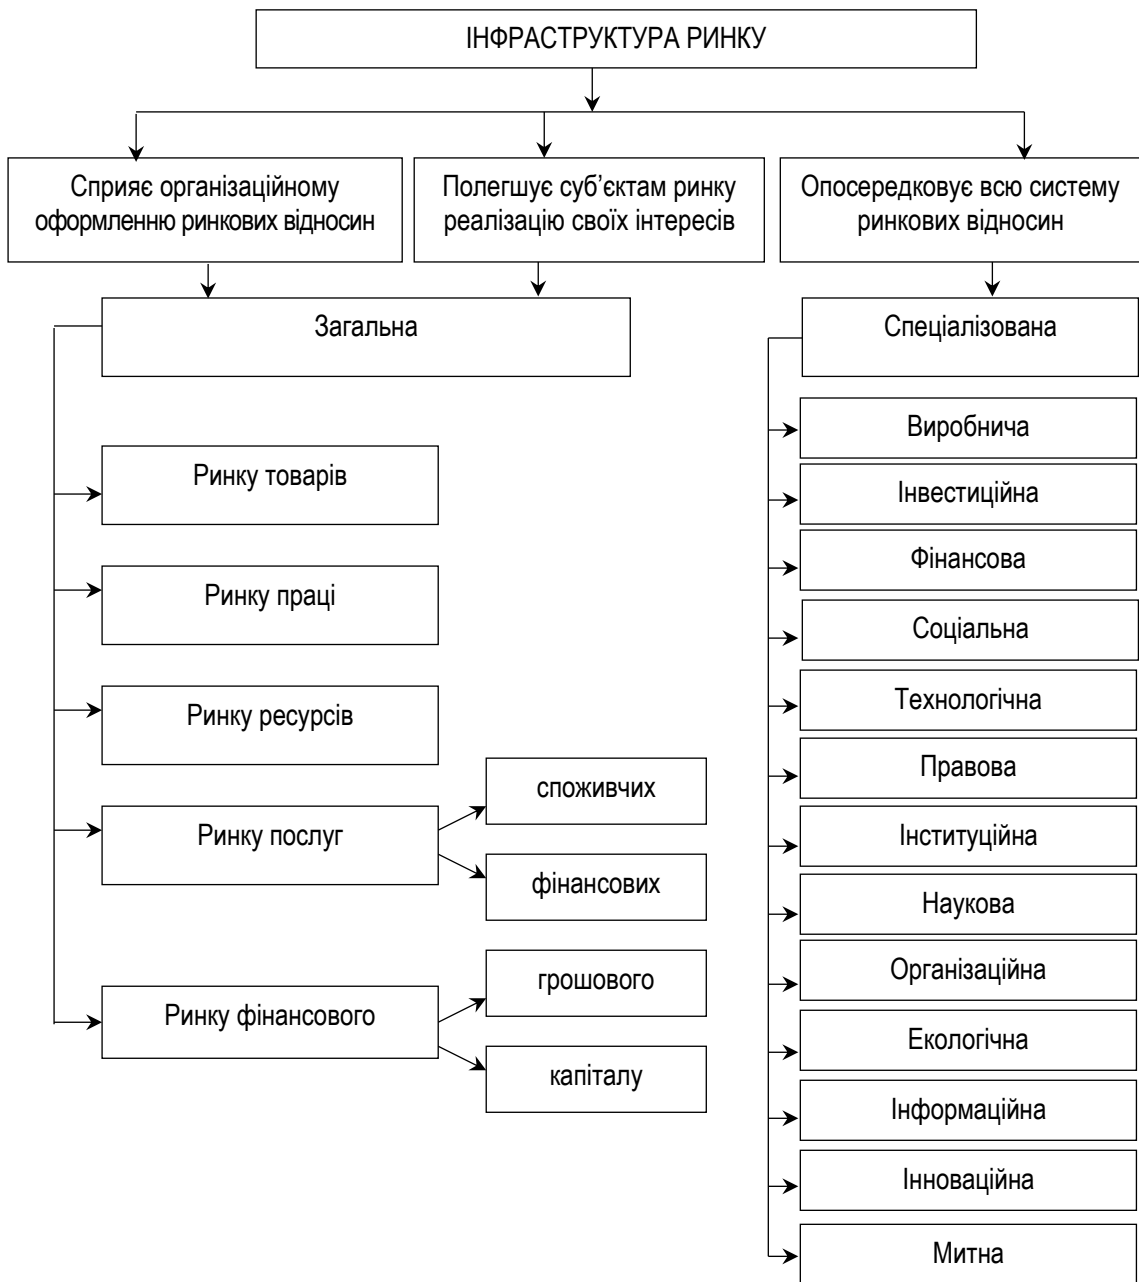 ІНФРАСТРУКТУРА РИНКУ
Сприяє організаційному
оформленню ринкових відносин
Полегшує суб’єктам ринку
реалізацію своїх інтересів
Опосередковує всю систему
ринкових відносин
Загальна
Ринку товарів
Ринку праці
Ринку ресурсів
Ринку послуг
споживчих
фінансових
Ринку фінансового
грошового
капіталу
Спеціалізована
Виробнича
Інвестиційна
Фінансова
Соціальна
Технологічна
Правова
Інституційна
Наукова
Організаційна
Екологічна
Інформаційна
Інноваційна
Митна